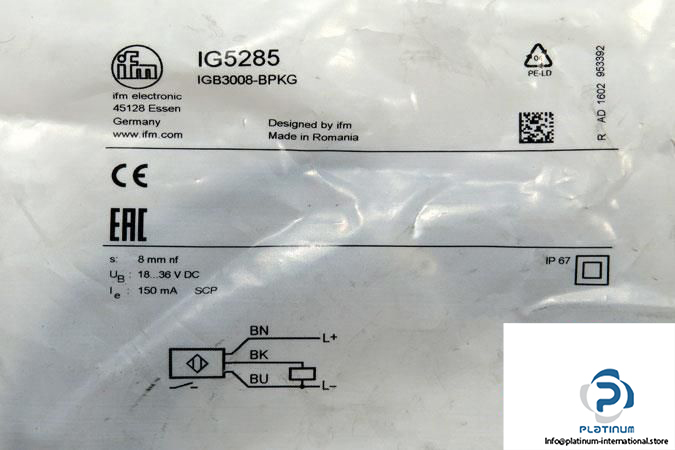 ifm
IG5285
IGB3008-BPKG
ifm electronic
45128 Essen
Germany
www.ifm.com
Designed by ifm
Made in Romania
04
PE-LD
R AD 1602 953392
CE
EAC
s: 8 mm nf
UB: 18...36 V DC
Ie: 150 mA SCP
IP 67
BN
L+
BK
BU
L–
PLATINUM
Info@platinum-international.store